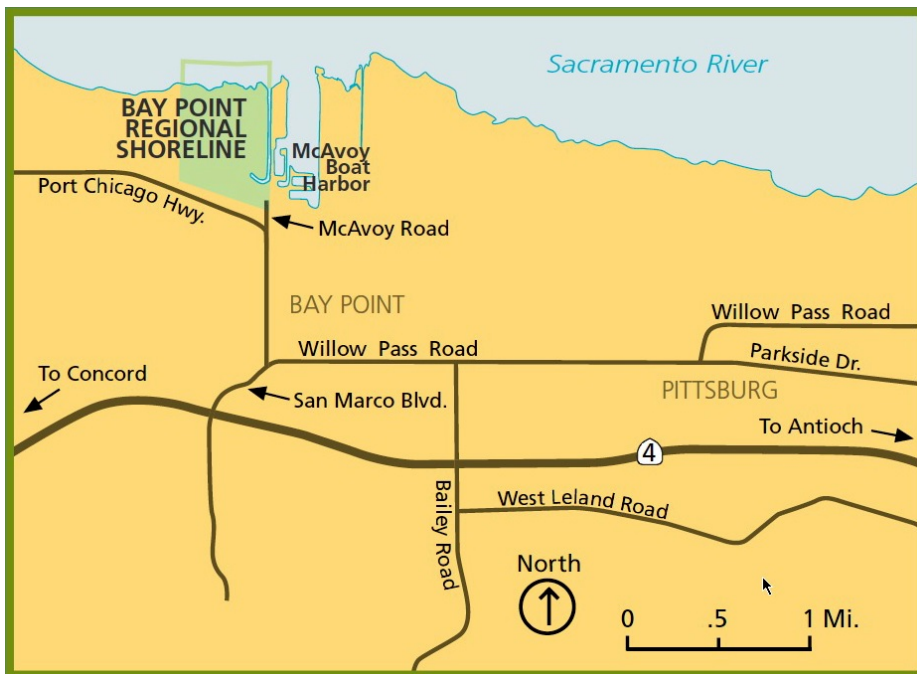 Sacramento River
BAY POINT
REGIONAL
SHORELINE
McAvoy
Boat
Harbor
Port Chicago Hwy.
McAvoy Road
BAY POINT
Willow Pass Road
Willow Pass Road
Parkside Dr.
To Concord
San Marco Blvd.
PITTSBURG
To Antioch
4
Bailey Road
West Leland Road
North
0 .5 1 Mi.